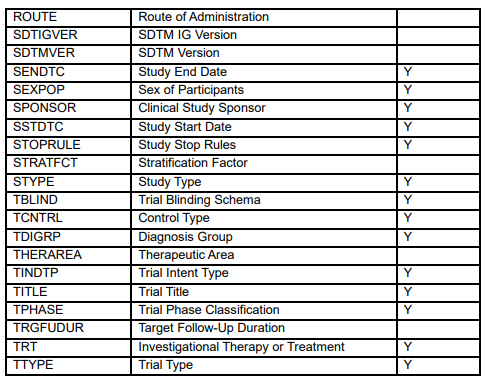 ROUTE Route of Administration
SDTIGVER SDTM IG Version
SDTMVER SDTM Version
SENDTC Study End Date Y
SEXPOP Sex of Participants Y
SPONSOR Clinical Study Sponsor Y
SSTDTC Study Start Date Y
STOPRULE Study Stop Rules Y
STRATFCT Stratification Factor
STYPE Study Type Y
TBLIND Trial Blinding Schema Y
TCNTRL Control Type Y
TDIGRP Diagnosis Group Y
THERAREA Therapeutic Area
TINDTP Trial Intent Type Y
TITLE Trial Title Y
TPHASE Trial Phase Classification Y
TRGFUDUR Target Follow-Up Duration
TRT Investigational Therapy or Treatment Y
TTYPE Trial Type Y